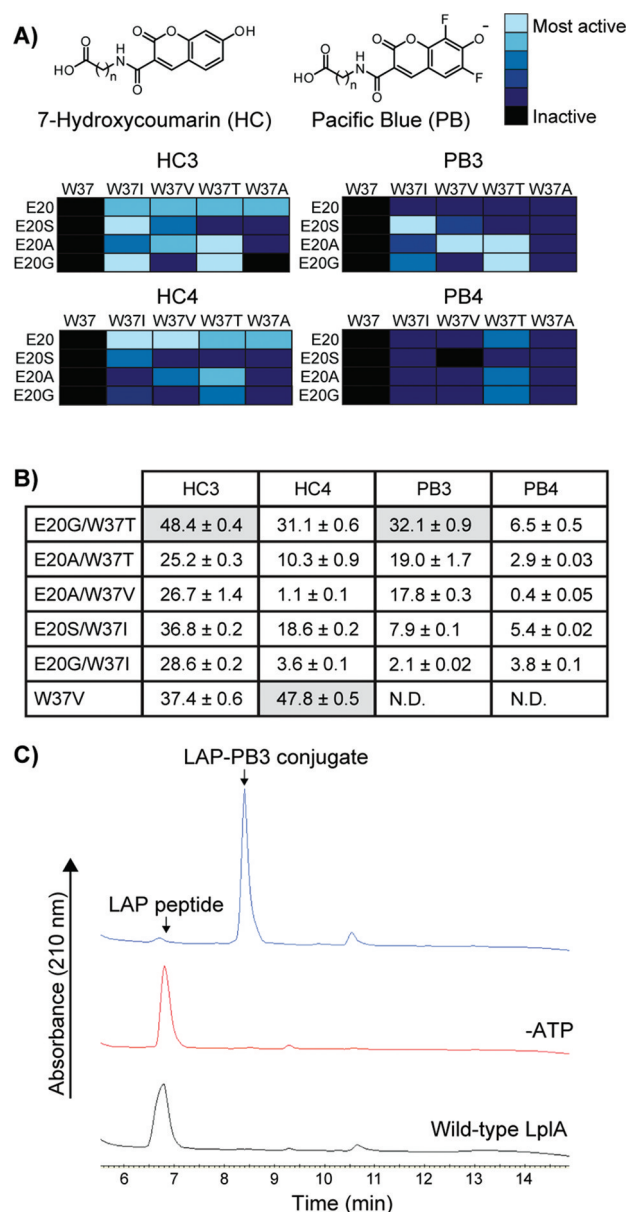 A)
HO O n N H O O O OH
HO O n N H O O O F O − F
Most active
Inactive
7-Hydroxycoumarin (HC) Pacific Blue (PB)
HC3 PB3
W37 W37I W37V W37T W37A W37 W37I W37V W37T W37A
E20 E20
E20S E20S
E20A E20A
E20G E20G
HC4 PB4
W37 W37I W37V W37T W37A W37 W37I W37V W37T W37A
E20 E20
E20S E20S
E20A E20A
E20G E20G
B)
HC3 HC4 PB3 PB4
E20G/W37T 48.4 ± 0.4 31.1 ± 0.6 32.1 ± 0.9 6.5 ± 0.5
E20A/W37T 25.2 ± 0.3 10.3 ± 0.9 19.0 ± 1.7 2.9 ± 0.03
E20A/W37V 26.7 ± 1.4 1.1 ± 0.1 17.8 ± 0.3 0.4 ± 0.05
E20S/W37I 36.8 ± 0.2 18.6 ± 0.2 7.9 ± 0.1 5.4 ± 0.02
E20G/W37I 28.6 ± 0.2 3.6 ± 0.1 2.1 ± 0.02 3.8 ± 0.1
W37V 37.4 ± 0.6 47.8 ± 0.5 N.D. N.D.
C)
LAP-PB3 conjugate
LAP peptide
-ATP
Wild-type LplA
Absorbance (210 nm)
6 7 8 9 10 11 12 13 14
Time (min)